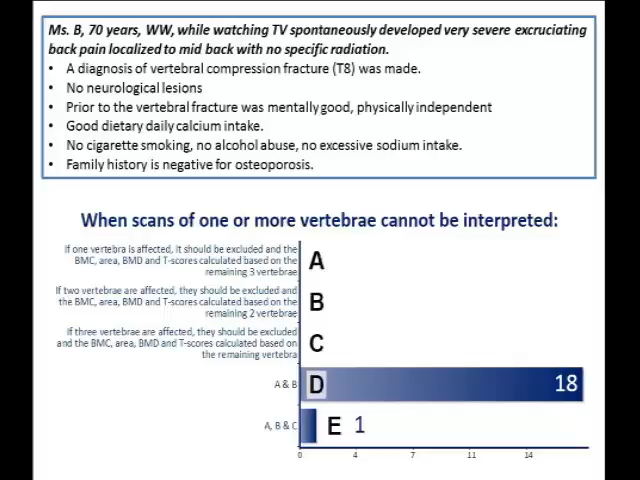 Ms. B, 70 years, WW, while watching TV spontaneously developed very severe excruciating
back pain localized to mid back with no specific radiation.
• A diagnosis of vertebral compression fracture (T8) was made.
• No neurological lesions
• Prior to the vertebral fracture was mentally good, physically independent
• Good dietary daily calcium intake.
• No cigarette smoking, no alcohol abuse, no excessive sodium intake.
• Family history is negative for osteoporosis.
When scans of one or more vertebrae cannot be interpreted:
If one vertebra is affected, it should be excluded and the
BMC, area, BMD and T-scores calculated based on the
remaining 3 vertebrae
A
If two vertebrae are affected, they should be excluded and
the BMC, area, BMD and T-scores calculated based on the
remaining 2 vertebrae
B
If three vertebrae are affected, they should be excluded
and the BMC, area, BMD and T-scores calculated based on
the remaining vertebra
C
A & B D 18
A, B & C E 1
0 4 7 11 14